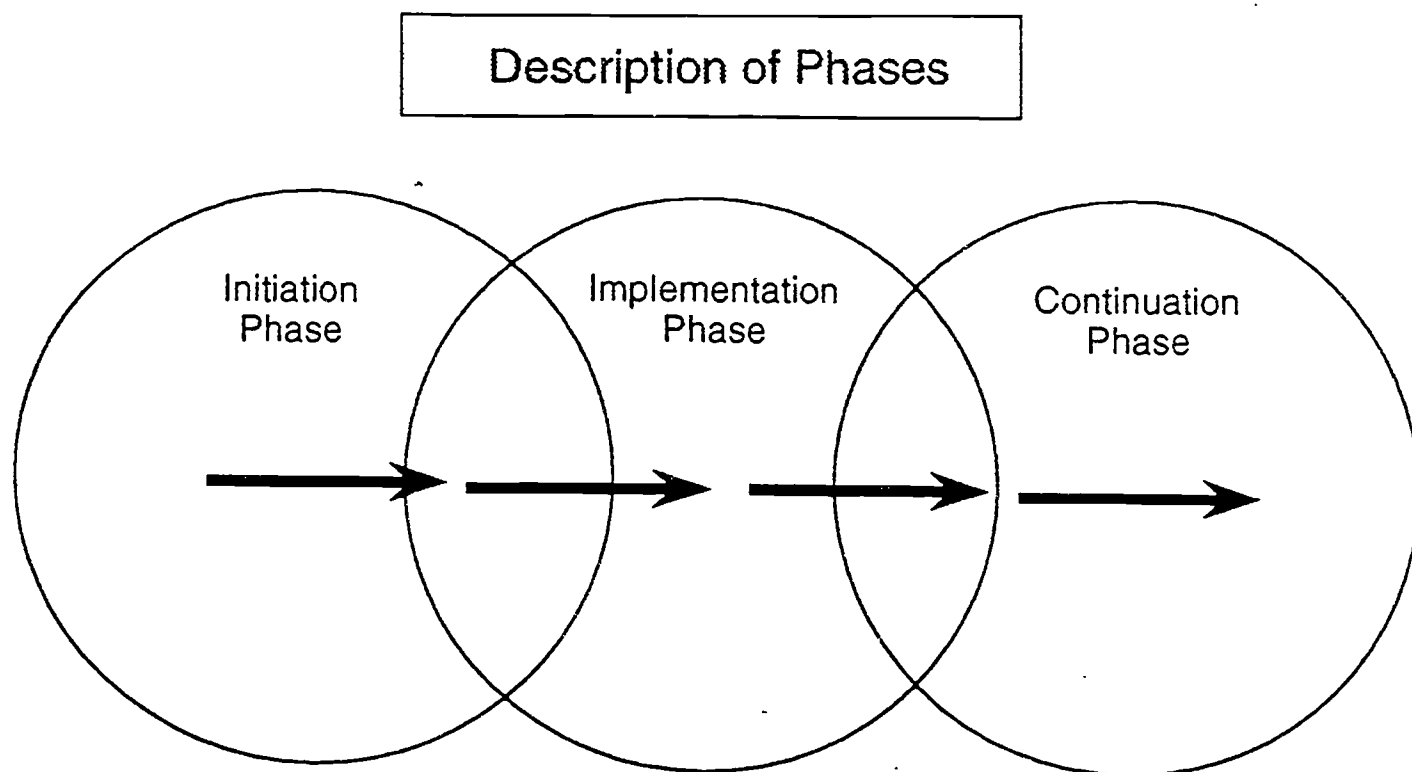 Description of Phases
Initiation
Phase
Implementation
Phase
Continuation
Phase